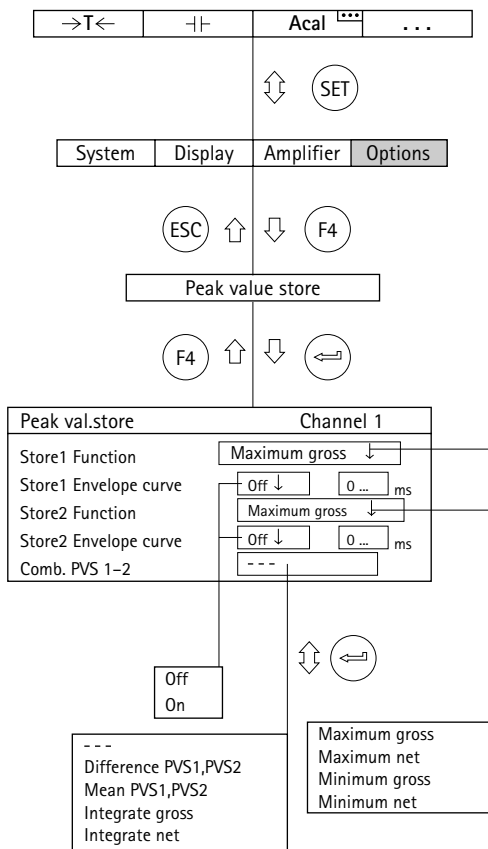 →T← ⊣⊢ Acal ...
SET
System Display Amplifier Options
ESC F4
Peak value store
F4
Peak val.store Channel 1
Store1 Function Maximum gross ↓
Store1 Envelope curve Off ↓ 0 ... ms
Store2 Function Maximum gross ↓
Store2 Envelope curve Off ↓ 0 ... ms
Comb. PVS 1–2 - - -
Off
On
- - -
Difference PVS1,PVS2
Mean PVS1,PVS2
Integrate gross
Integrate net
Maximum gross
Maximum net
Minimum gross
Minimum net